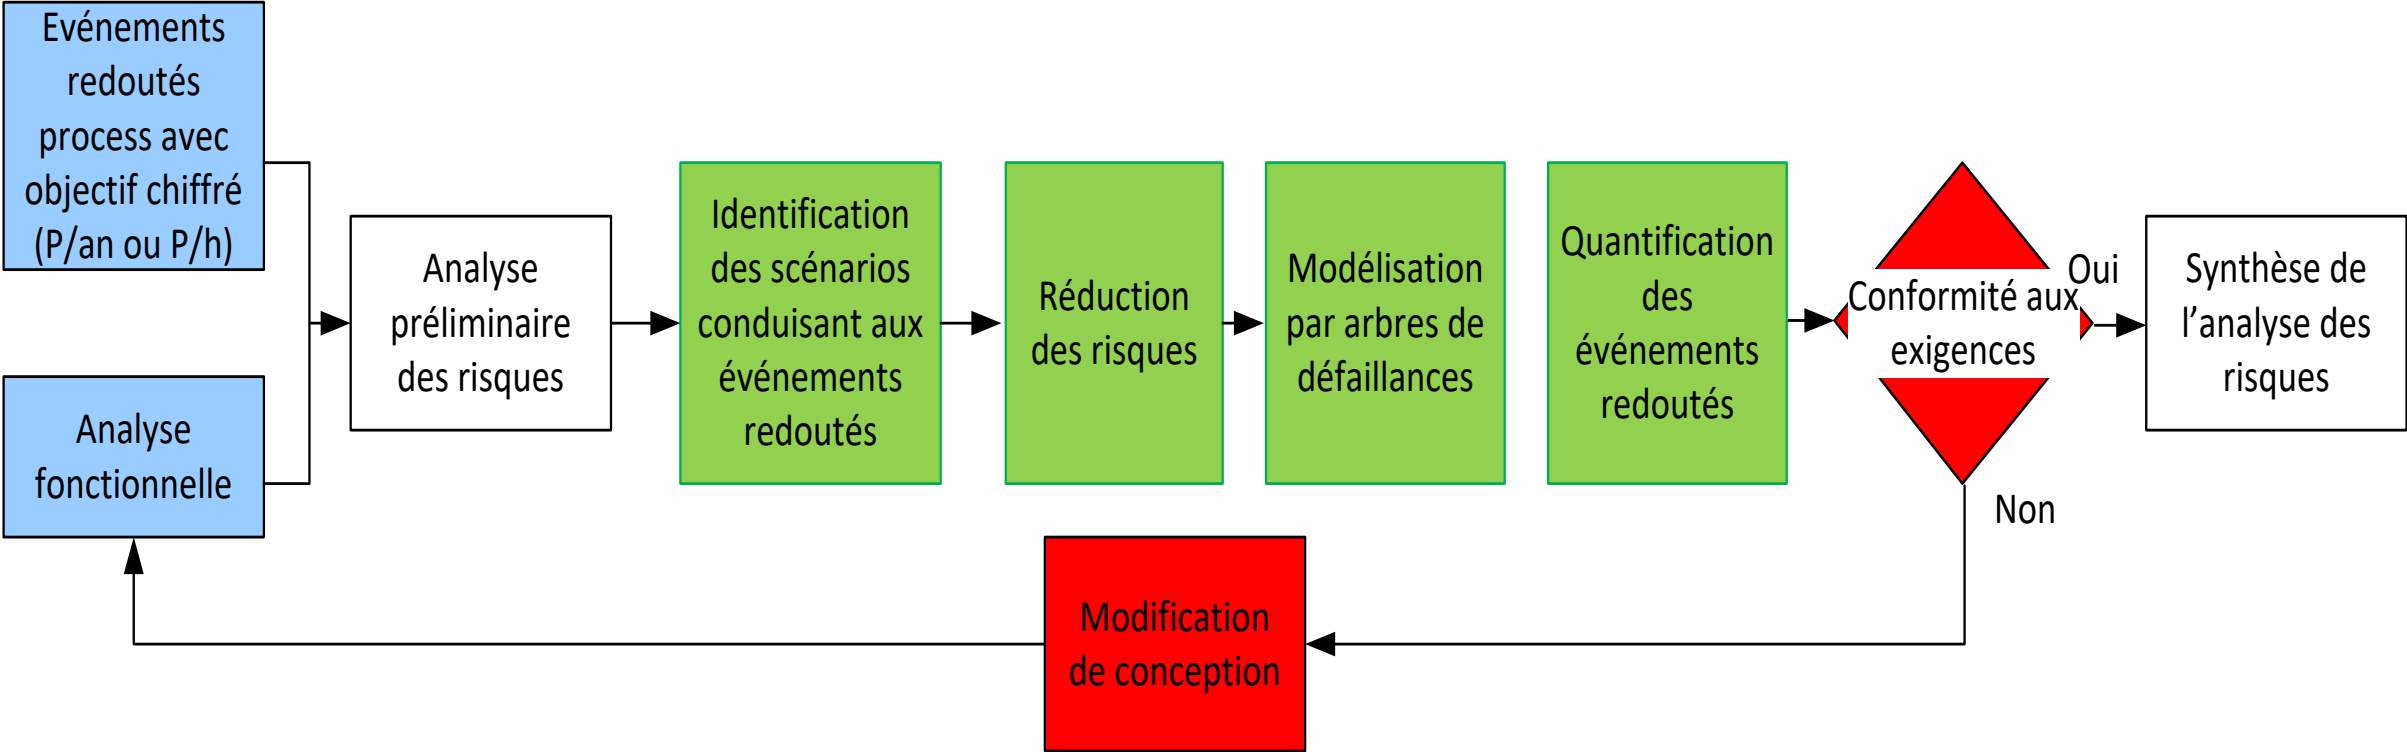 Evénements
redoutés
process avec
objectif chiffré
(P/an ou P/h)
Analyse
fonctionnelle
Analyse
préliminaire
des risques
Identification
des scénarios
conduisant aux
événements
redoutés
Réduction
des risques
Modélisation
par arbres de
défaillances
Quantification
des
événements
redoutés
Conformité aux
exigences
Oui
Non
Synthèse de
l’analyse des
risques
Modification
de conception